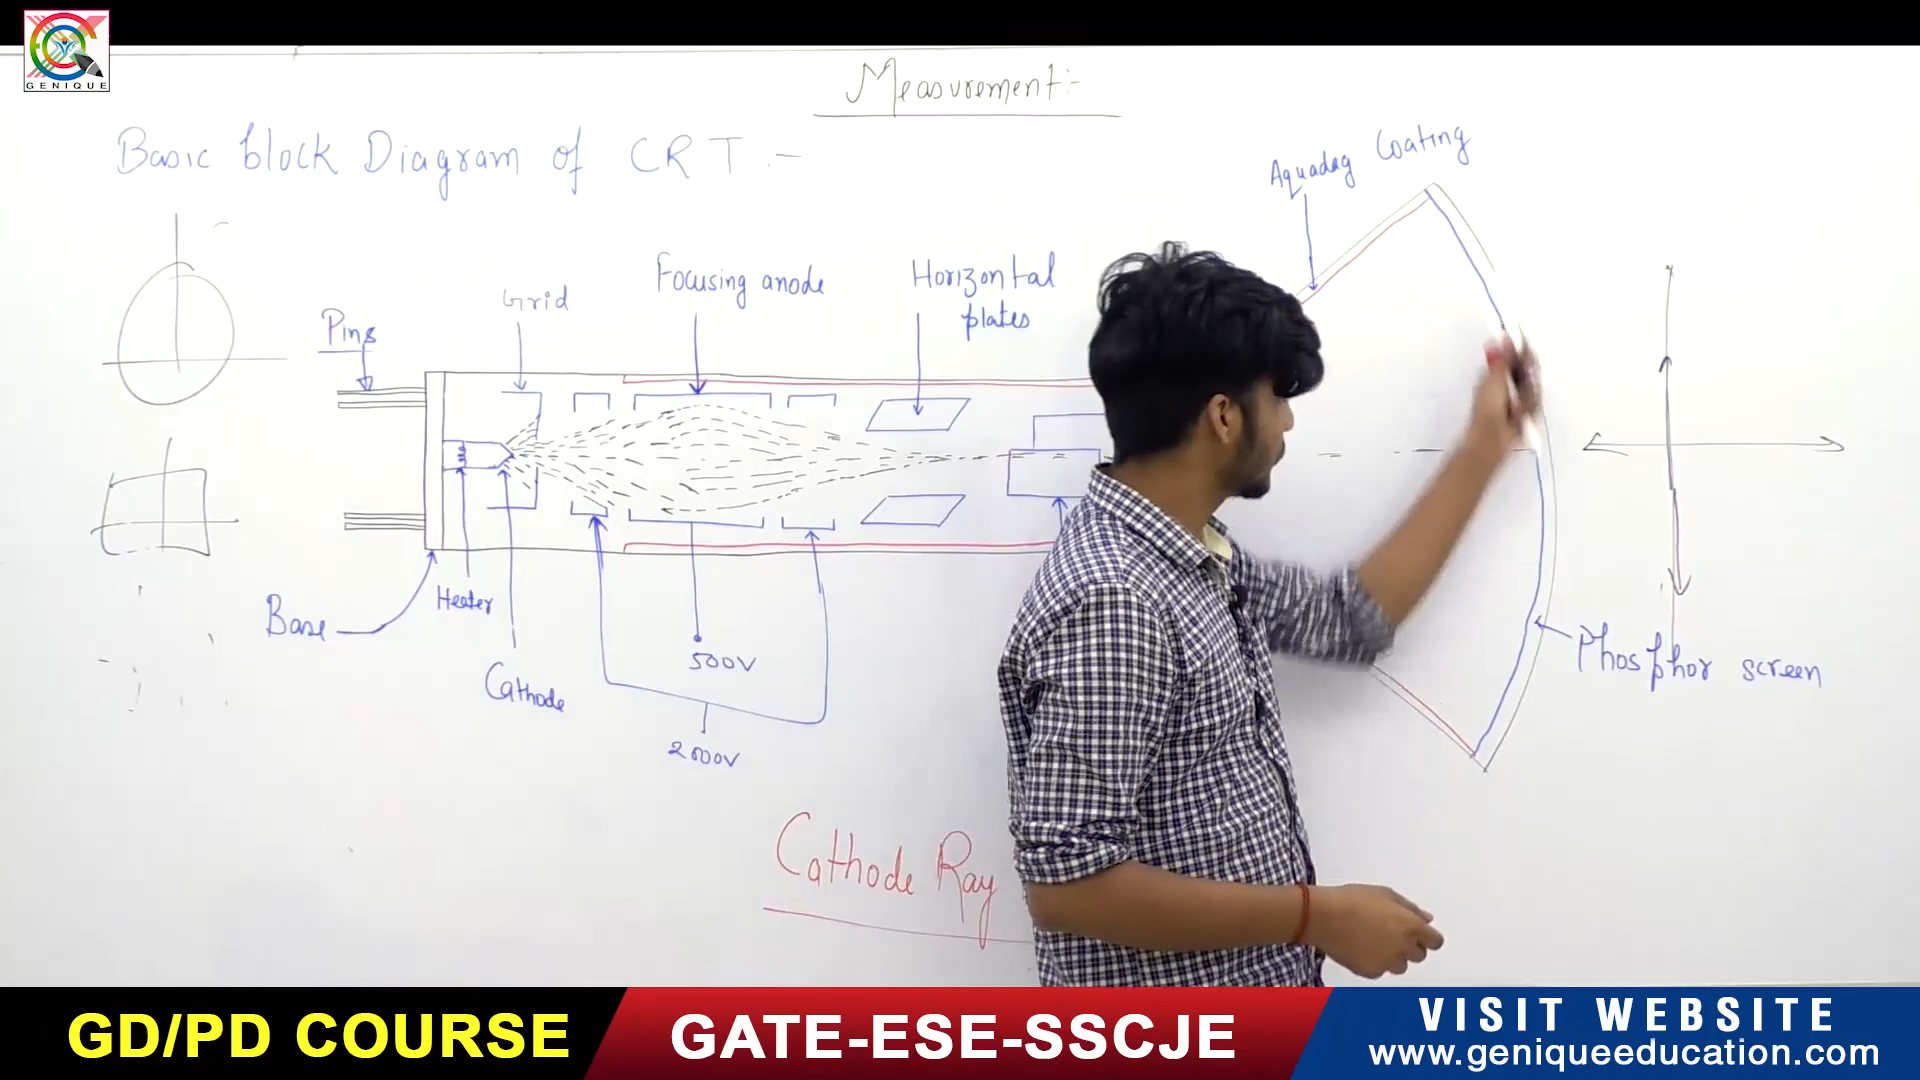 GENIQUE
Measurement:-
Basic block Diagram of CRT :-
Aquadag Coating
Pins
Grid
Focusing anode
Horizontal
plates
Base
Heater
Cathode
500V
2000V
Phosphor screen
Cathode Ray
GD/PD COURSE
GATE-ESE-SSCJE
VISIT WEBSITE
www.geniqueeducation.com